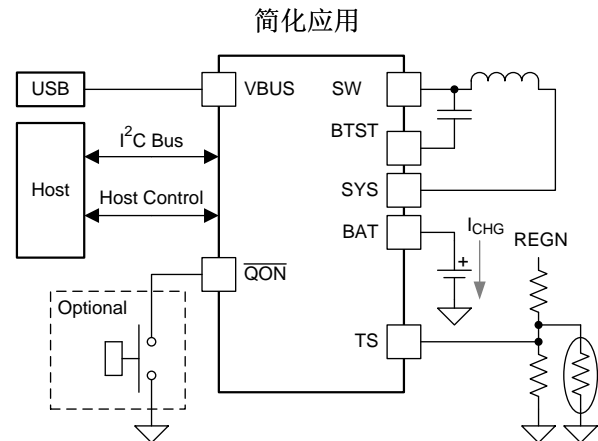 简化应用
USB
VBUS
SW
I²C Bus
BTST
Host
SYS
Host Control
BAT
I_CHG
REGN
QON
+
Optional
TS